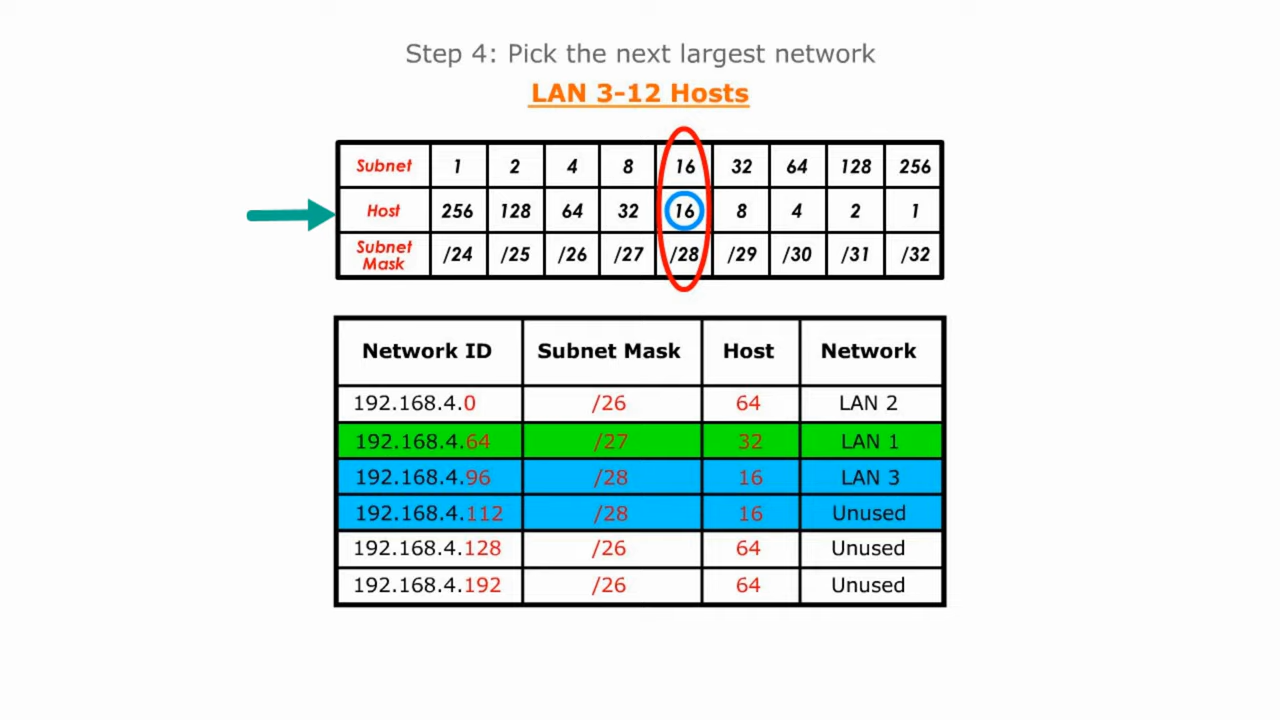 Step 4: Pick the next largest network
LAN 3-12 Hosts
Subnet 1 2 4 8 16 32 64 128 256
Host 256 128 64 32 16 8 4 2 1
Subnet Mask /24 /25 /26 /27 /28 /29 /30 /31 /32
Network ID Subnet Mask Host Network
192.168.4.0 /26 64 LAN 2
192.168.4.64 /27 32 LAN 1
192.168.4.96 /28 16 LAN 3
192.168.4.112 /28 16 Unused
192.168.4.128 /26 64 Unused
192.168.4.192 /26 64 Unused